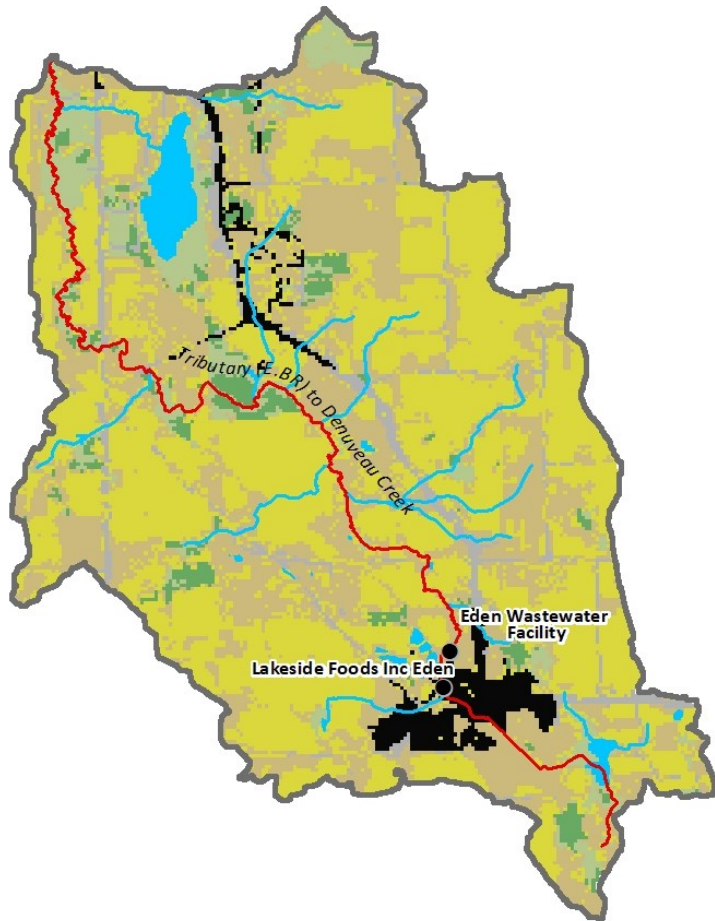 Tributary (E.BR) to Denuveau Creek
Eden Wastewater
Facility
Lakeside Foods Inc Eden